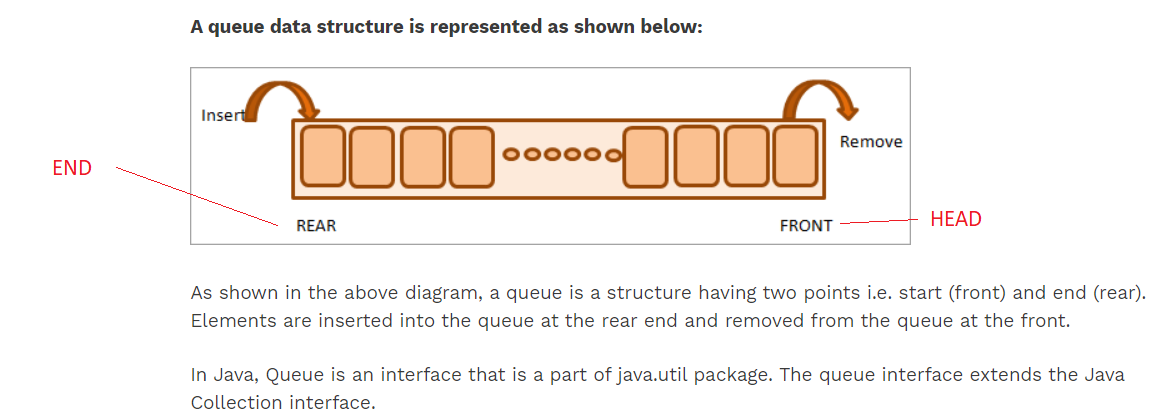 A queue data structure is represented as shown below:
Insert
Remove
END
REAR
FRONT
HEAD
As shown in the above diagram, a queue is a structure having two points i.e. start (front) and end (rear).
Elements are inserted into the queue at the rear end and removed from the queue at the front.
In Java, Queue is an interface that is a part of java.util package. The queue interface extends the Java
Collection interface.